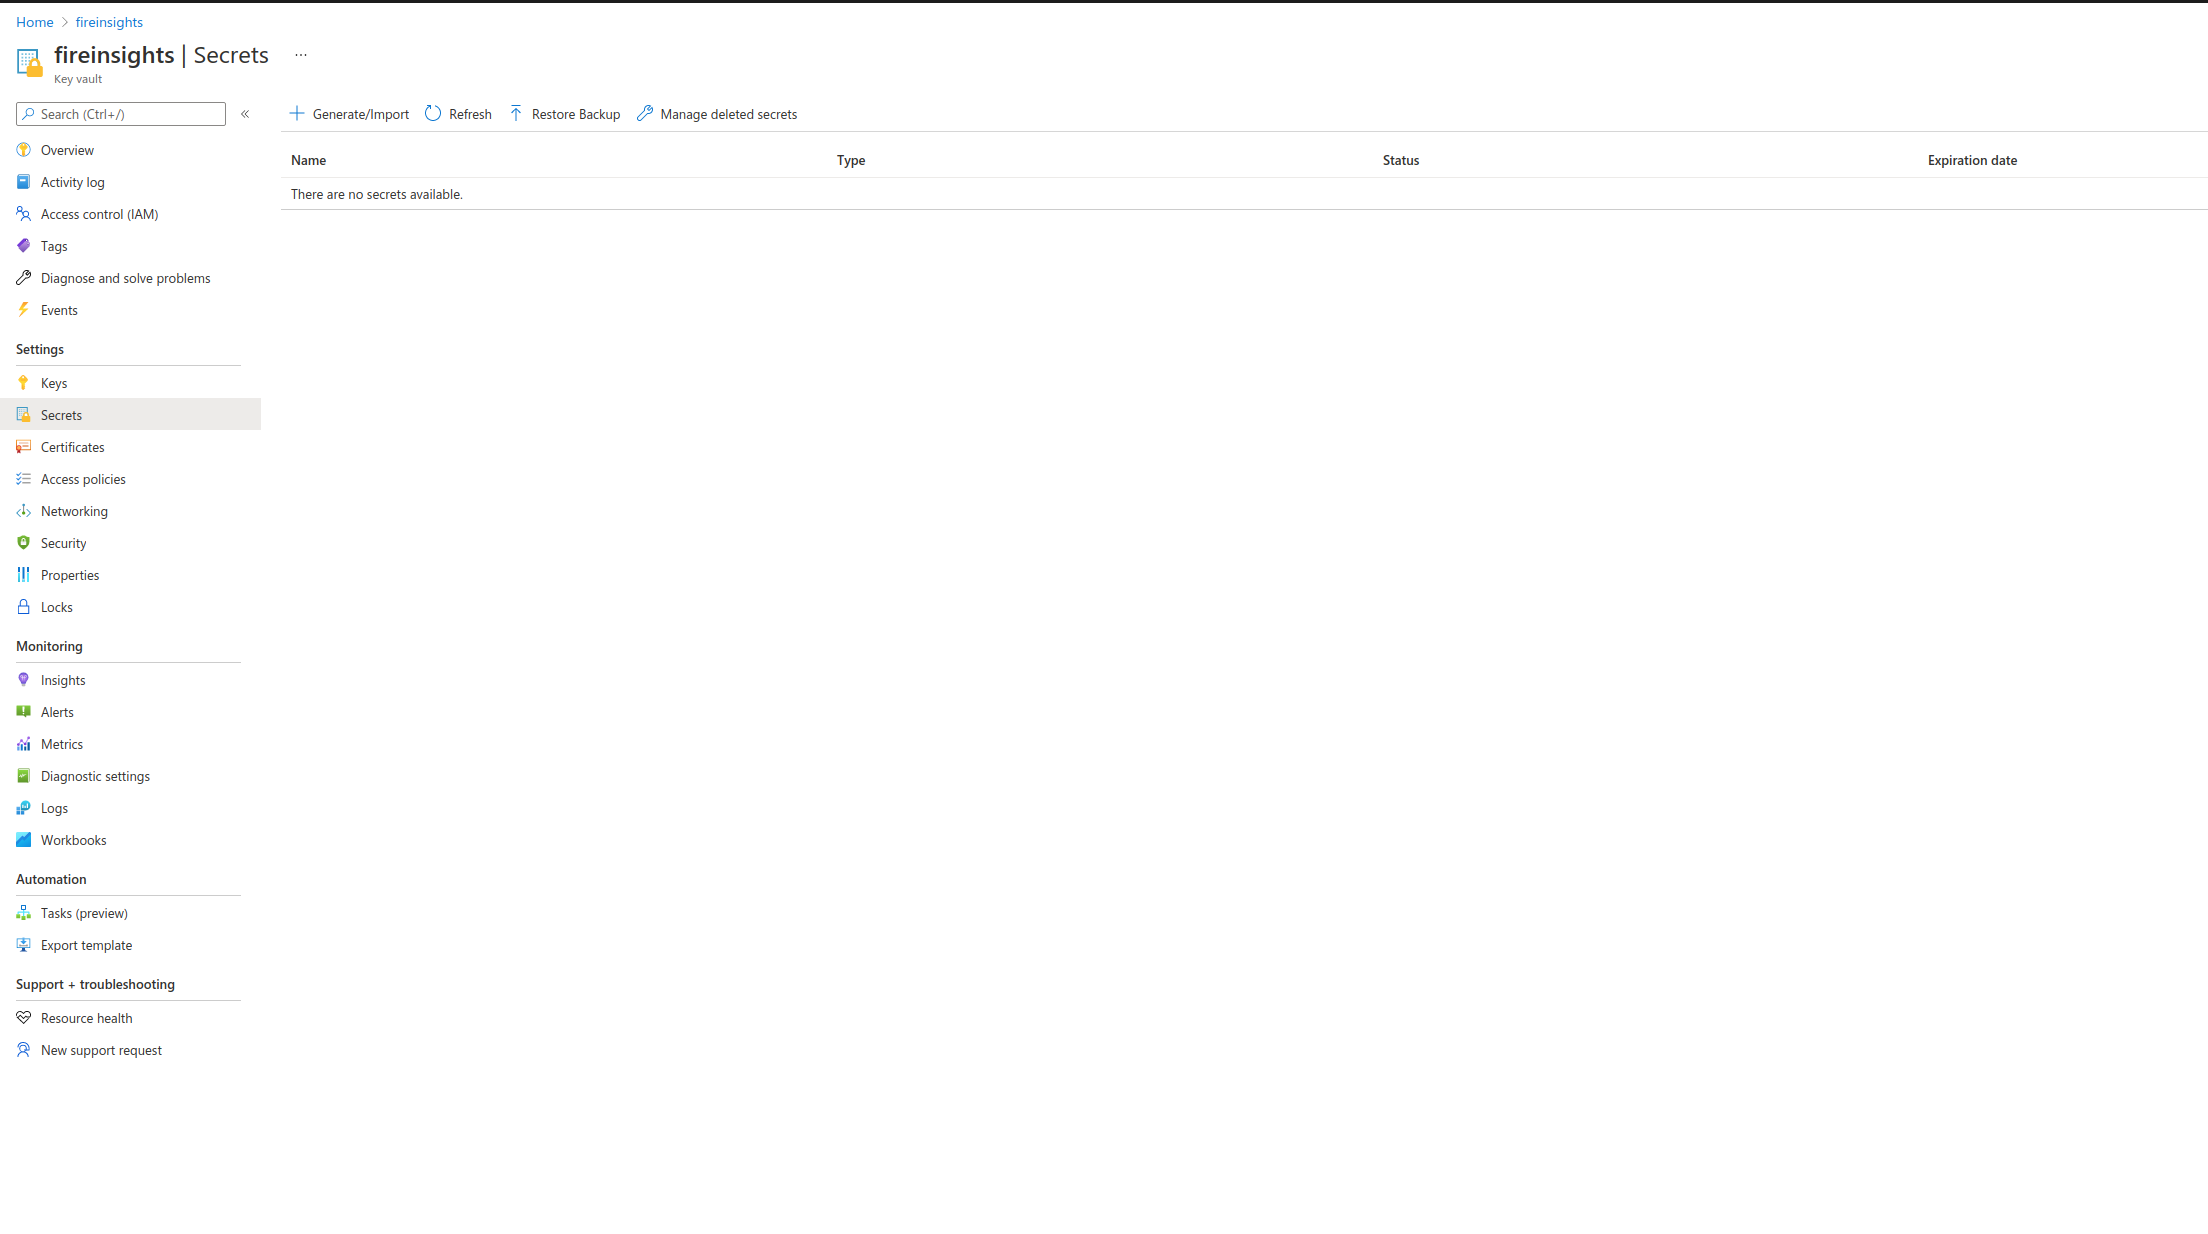 Home > fireinsights
fireinsights | Secrets ...
Key vault
Search (Ctrl+/) «
Generate/Import Refresh Restore Backup Manage deleted secrets
Name Type Status Expiration date
There are no secrets available.
Overview
Activity log
Access control (IAM)
Tags
Diagnose and solve problems
Events
Settings
Keys
Secrets
Certificates
Access policies
Networking
Security
Properties
Locks
Monitoring
Insights
Alerts
Metrics
Diagnostic settings
Logs
Workbooks
Automation
Tasks (preview)
Export template
Support + troubleshooting
Resource health
New support request